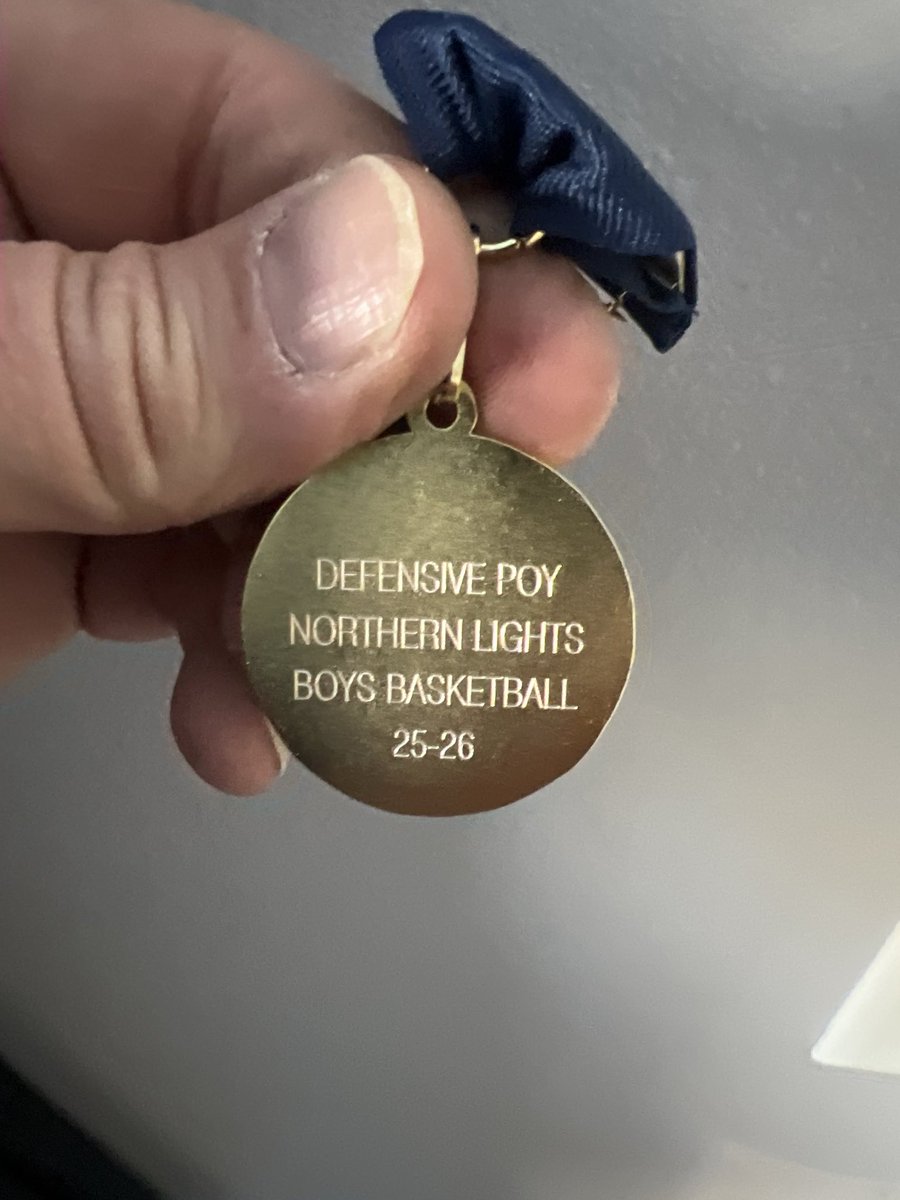 DEFENSIVE POY
NORTHERN LIGHTS
BOYS BASKETBALL
25-26